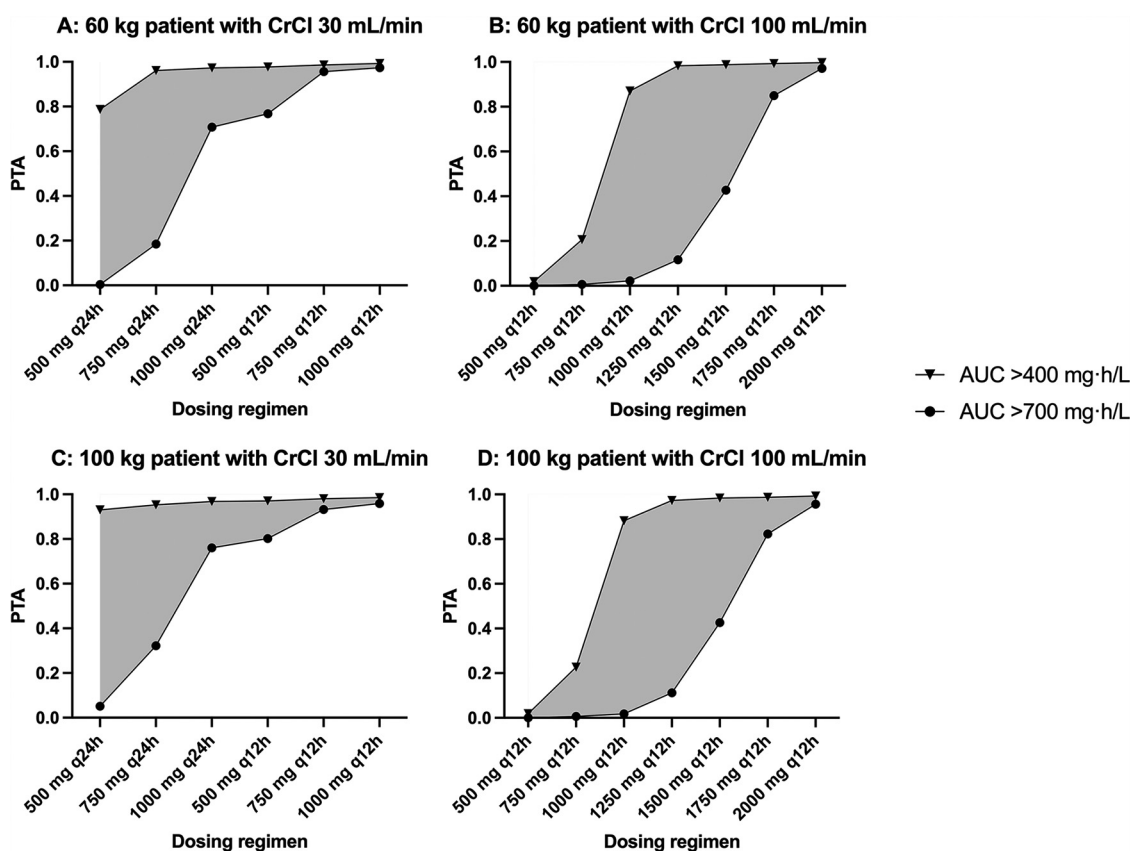 A: 60 kg patient with CrCl 30 mL/min
PTA
1.0
0.8
0.6
0.4
0.2
0.0
500 mg q24h
750 mg q24h
1000 mg q24h
500 mg q12h
750 mg q12h
1000 mg q12h
Dosing regimen
B: 60 kg patient with CrCl 100 mL/min
PTA
1.0
0.8
0.6
0.4
0.2
0.0
500 mg q12h
750 mg q12h
1000 mg q12h
1250 mg q12h
1500 mg q12h
1750 mg q12h
2000 mg q12h
Dosing regimen
AUC >400 mg·h/L
AUC >700 mg·h/L
C: 100 kg patient with CrCl 30 mL/min
PTA
1.0
0.8
0.6
0.4
0.2
0.0
500 mg q24h
750 mg q24h
1000 mg q24h
500 mg q12h
750 mg q12h
1000 mg q12h
Dosing regimen
D: 100 kg patient with CrCl 100 mL/min
PTA
1.0
0.8
0.6
0.4
0.2
0.0
500 mg q12h
750 mg q12h
1000 mg q12h
1250 mg q12h
1500 mg q12h
1750 mg q12h
2000 mg q12h
Dosing regimen